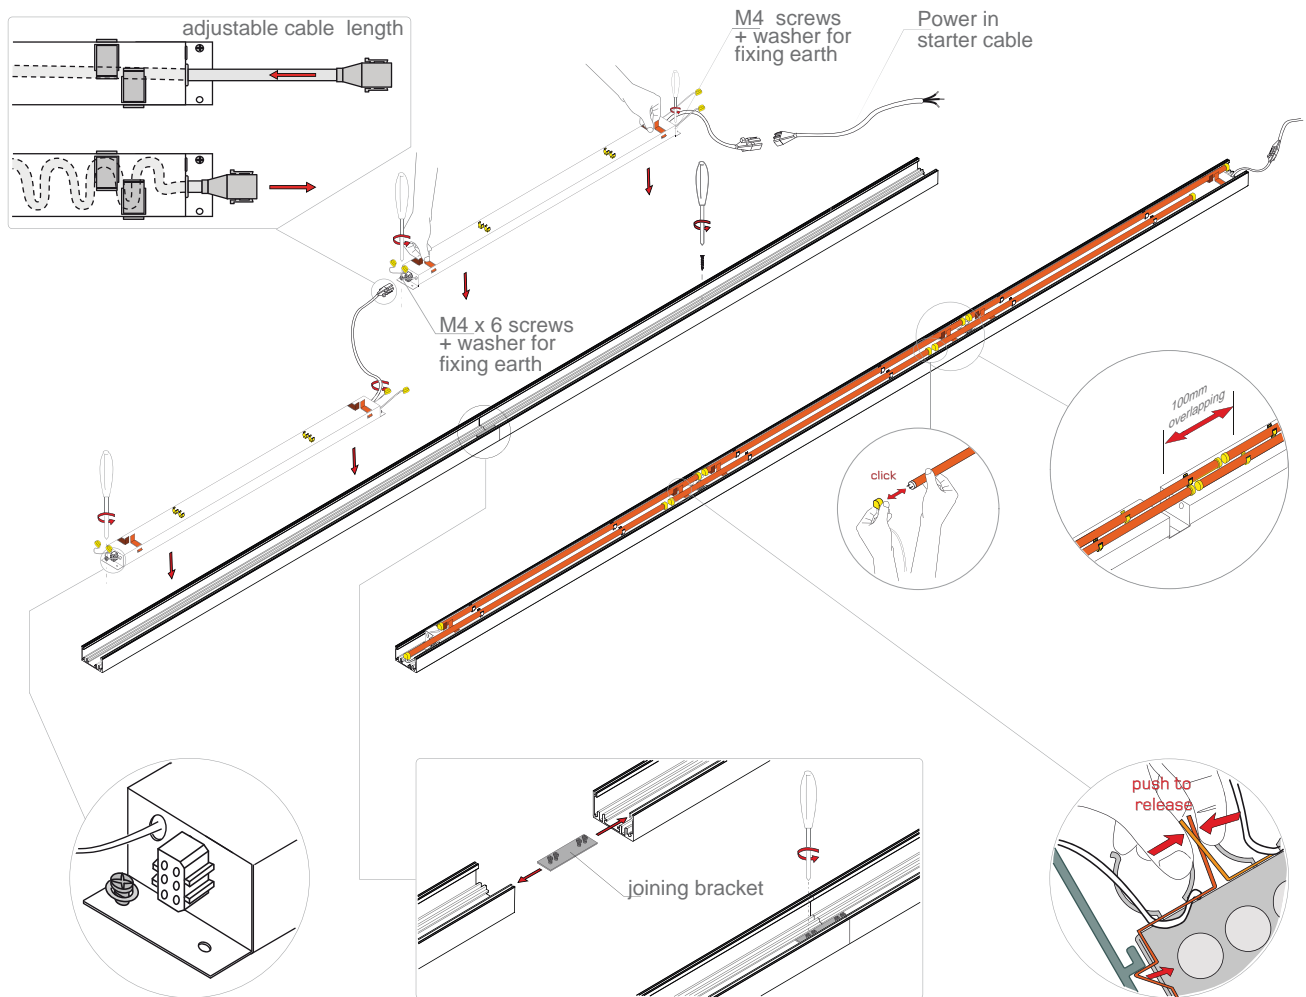 adjustable cable length
M4 screws
+ washer for
fixing earth
Power in
starter cable
M4 x 6 screws
+ washer for
fixing earth
100mm
overlapping
click
push to
release
joining bracket